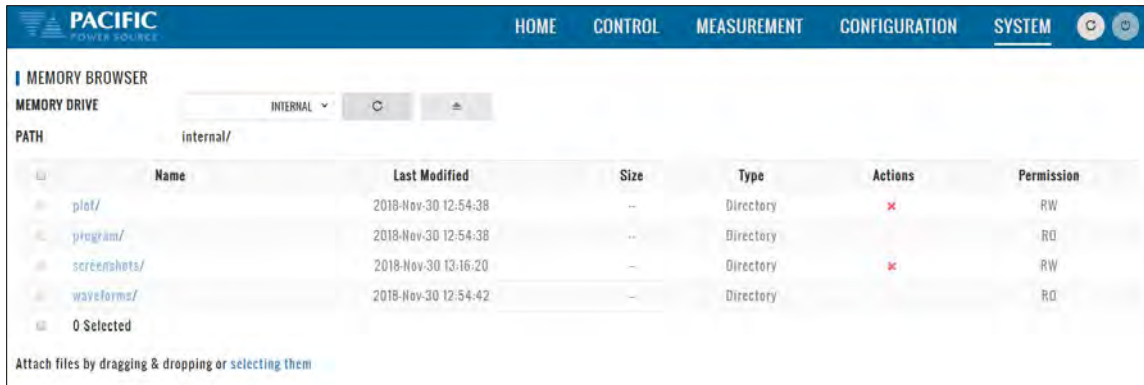 PACIFIC
POWER SOURCE
HOME CONTROL MEASUREMENT CONFIGURATION SYSTEM
MEMORY BROWSER
MEMORY DRIVE INTERNAL
PATH internal/
Name Last Modified Size Type Actions Permission
plot/ 2018-Nov-30 12:54:38 -- Directory RW
program/ 2018-Nov-30 12:54:38 -- Directory RO
screenshots/ 2018-Nov-30 13:16:20 -- Directory RW
waveforms/ 2018-Nov-30 12:54:42 -- Directory RO
0 Selected
Attach files by dragging & dropping or selecting them